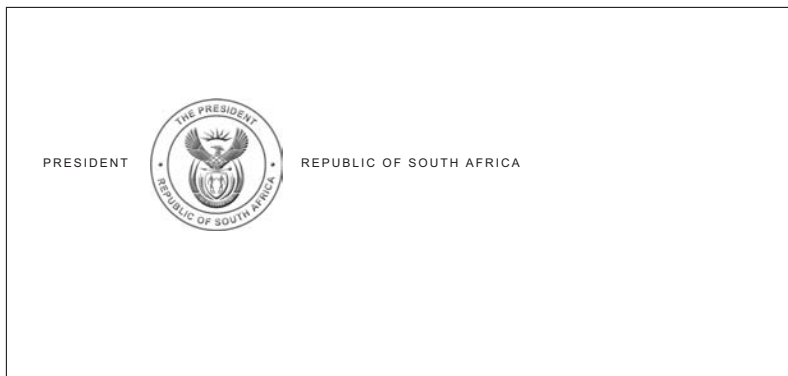 PRESIDENT
THE PRESIDENT
REPUBLIC OF SOUTH AFRICA
REPUBLIC OF SOUTH AFRICA